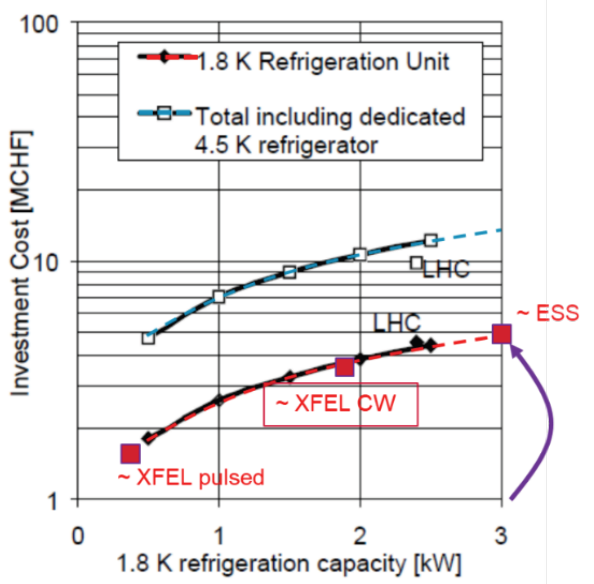 100
1.8 K Refrigeration Unit
Total including dedicated
4.5 K refrigerator
Investment Cost [MCHF]
10
LHC
LHC
~ ESS
~ XFEL CW
~ XFEL pulsed
1
0 1 2 3
1.8 K refrigeration capacity [kW]